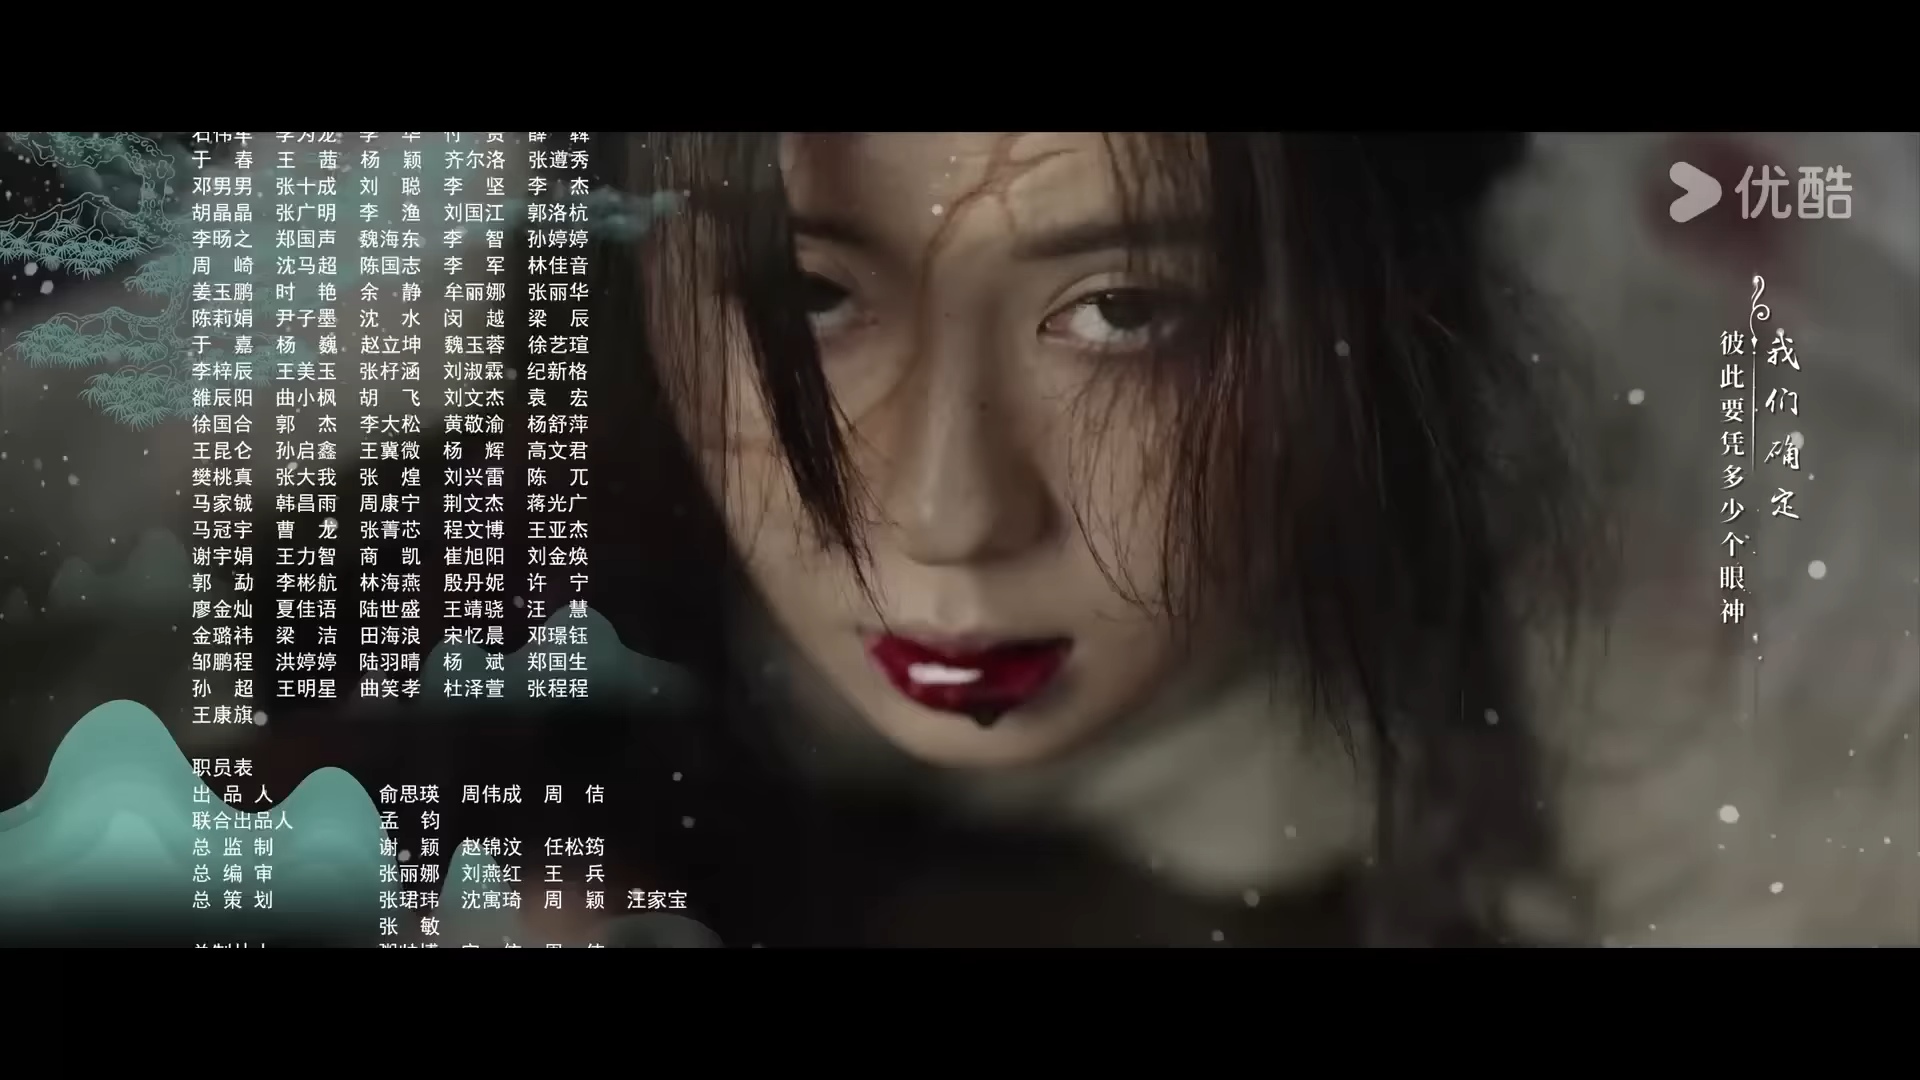 于春 王茜 杨颖 齐尔洛 张遵秀
邓男男 张十成 刘聪 李坚 李杰
胡晶晶 张广明 李渔 刘国江 郭洛杭
李旸之 郑国声 魏海东 李智 孙婷婷
周崎 沈马超 陈国志 李军 林佳音
姜玉鹏 时艳 余静 牟丽娜 张丽华
陈莉娟 尹子墨 沈水 闵越 梁辰
于嘉 杨巍 赵立坤 魏玉蓉 徐艺瑄
李梓辰 王美玉 张杍涵 刘淑霖 纪新格
雒辰阳 曲小枫 胡飞 刘文杰 袁宏
徐国合 郭杰 李大松 黄敬渝 杨舒萍
王昆仑 孙启鑫 王冀微 杨辉 高文君
樊桃真 张大我 张煌 刘兴雷 陈兀
马家铖 韩昌雨 周康宁 荆文杰 蒋光广
马冠宇 曹龙 张菁芯 程文博 王亚杰
谢宇娟 王力智 商凯 崔旭阳 刘金焕
郭勐 李彬航 林海燕 殷丹妮 许宁
廖金灿 夏佳语 陆世盛 王靖骁 汪慧
金璐祎 梁洁 田海浪 宋忆晨 邓璟钰
邹鹏程 洪婷婷 陆羽晴 杨斌 郑国生
孙超 王明星 曲笑孝 杜泽萱 张程程
王康旗
职员表
出品人 俞思瑛 周伟成 周佶
联合出品人 孟钧
总监制 谢颖 赵锦汶 任松筠
总编审 张丽娜 刘燕红 王兵
总策划 张珺玮 沈寓琦 周颖 汪家宝
张敏
优酷
我们确定
彼此要凭多少个眼神